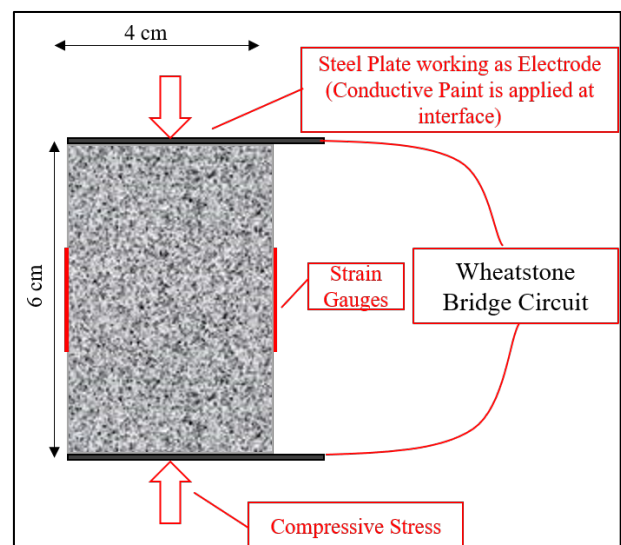 4 cm
Steel Plate working as Electrode
(Conductive Paint is applied at
interface)
6 cm
Strain
Gauges
Wheatstone
Bridge Circuit
Compressive Stress